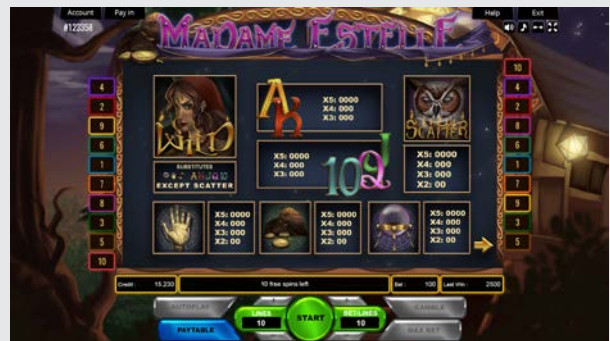 Account
Pay in
Help
Exit
#123358
MADAME ESTELLE
4
2
9
6
1
7
8
3
5
10
WILD
SUBSTITUTES
AKJQ10
EXCEPT SCATTER
A K
X5: 0000
X4: 000
X3: 000
X5: 0000
X4: 000
X3: 000
10 J Q
SCATTER
X5: 0000
X4: 000
X3: 000
X2: 00
X5: 0000
X4: 000
X3: 000
X2: 00
X5: 0000
X4: 000
X3: 000
X2: 00
X5: 0000
X4: 000
X3: 000
X2: 00
10
4
2
8
6
1
7
9
3
5
Credit :
15.230
10 free spins left
Bet :
100
Last Win :
2500
AUTOPLAY
PAYTABLE
LINES
10
START
BET/LINES
10
GAMBLE
MAX BET